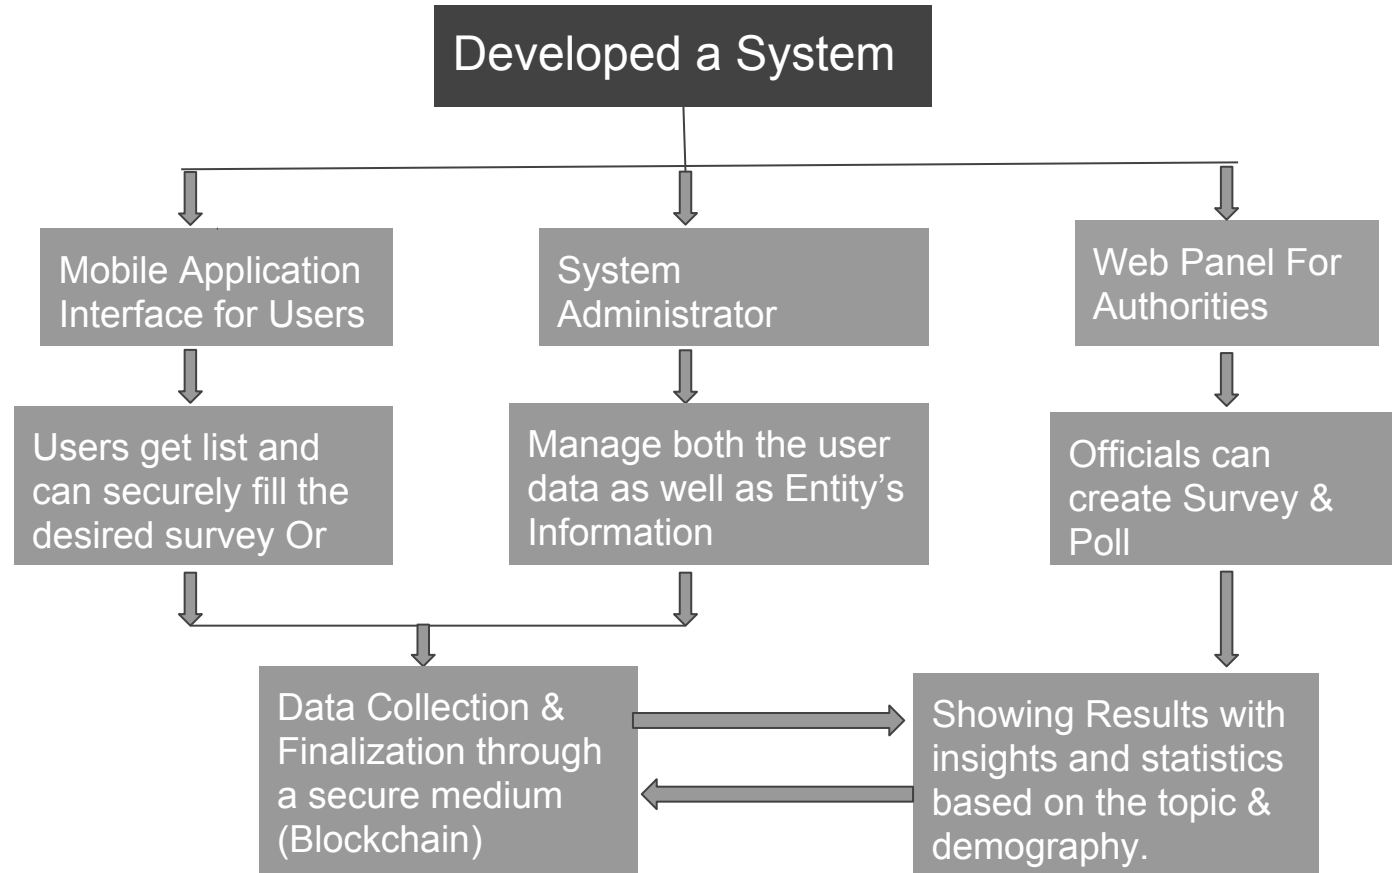 Developed a System
Mobile Application
Interface for Users
System
Administrator
Web Panel For
Authorities
Users get list and
can securely fill the
desired survey Or
Manage both the user
data as well as Entity’s
Information
Officials can
create Survey &
Poll
Data Collection &
Finalization through
a secure medium
(Blockchain)
Showing Results with
insights and statistics
based on the topic &
demography.